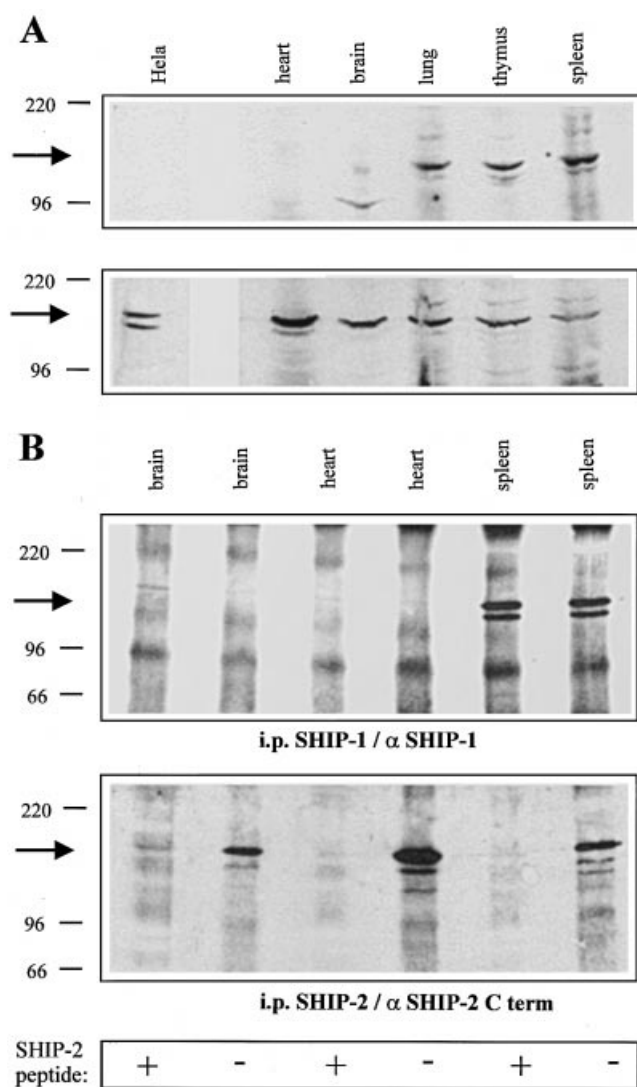 A
Hela heart brain lung thymus spleen
220
96
220
96
B
brain brain heart heart spleen spleen
220
96
66
i.p. SHIP-1 / α SHIP-1
220
96
66
i.p. SHIP-2 / α SHIP-2 C term
SHIP-2
peptide: + - + - + -